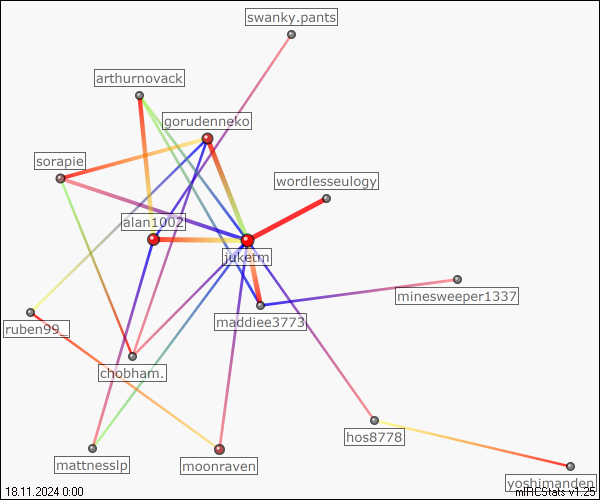 swanky.pants
arthurnovack
gorudenneko
sorapie
wordlesseulogy
alan1002
juketm
minesweeper1337
maddiee3773
ruben99_
chobham.
hos8778
mattnesslp
moonraven
yoshimanden
18.11.2024 0:00
mIRCStats v1.25